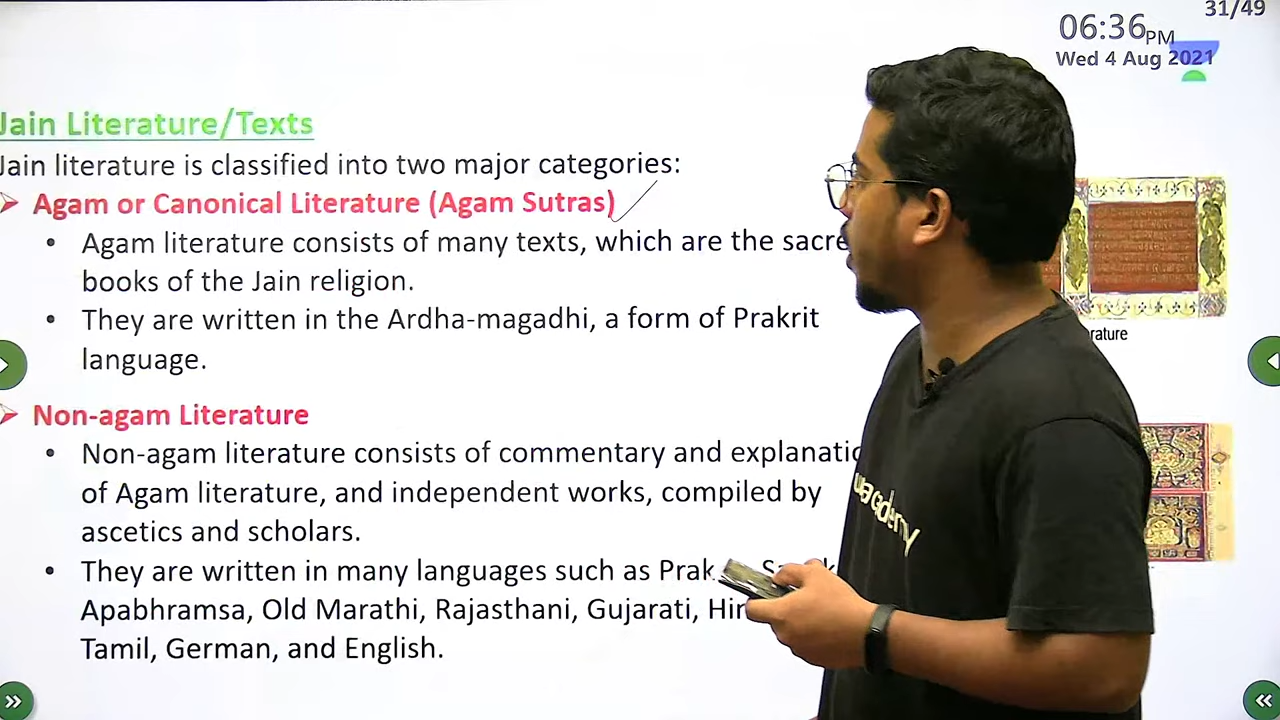 31/49
06:36PM
Wed 4 Aug 2021
Jain Literature/Texts
Jain literature is classified into two major categories:
Agam or Canonical Literature (Agam Sutras)
• Agam literature consists of many texts, which are the sacre
books of the Jain religion.
• They are written in the Ardha-magadhi, a form of Prakrit
language.
rature
Non-agam Literature
• Non-agam literature consists of commentary and explanatio
of Agam literature, and independent works, compiled by
ascetics and scholars.
• They are written in many languages such as Prak
Apabhramsa, Old Marathi, Rajasthani, Gujarati, Hin
Tamil, German, and English.
unacademy